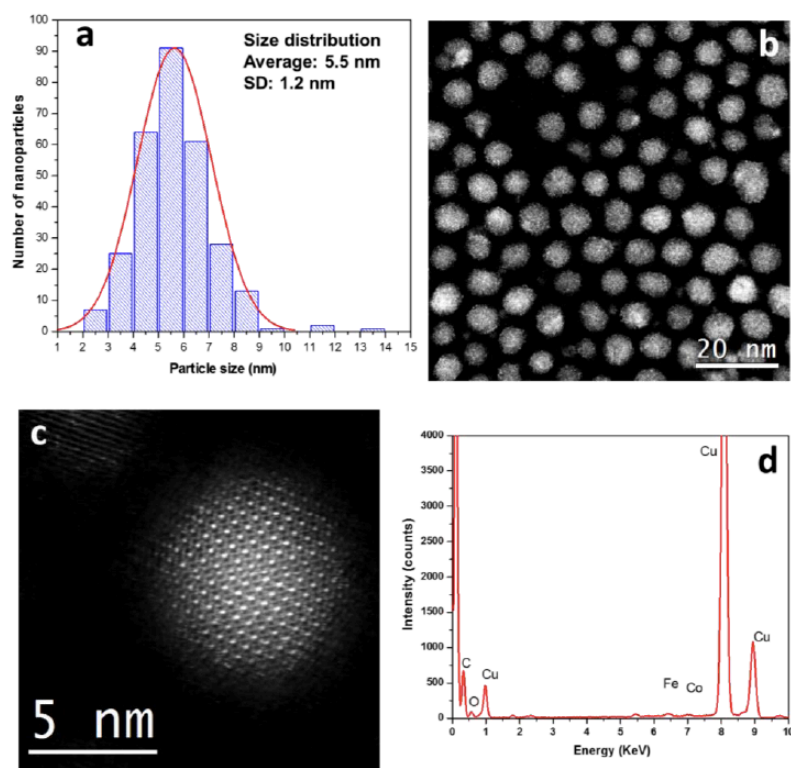 a
Size distribution
Average: 5.5 nm
SD: 1.2 nm
Number of nanoparticles
100
90
80
70
60
50
40
30
20
10
0
1 2 3 4 5 6 7 8 9 10 11 12 13 14 15
Particle size (nm)
b
20 nm
c
5 nm
d
Intensity (counts)
4000
3500
3000
2500
2000
1500
1000
500
0
Cu
Cu
C
O
Cu
Fe
Co
0 1 2 3 4 5 6 7 8 9 10
Energy (KeV)